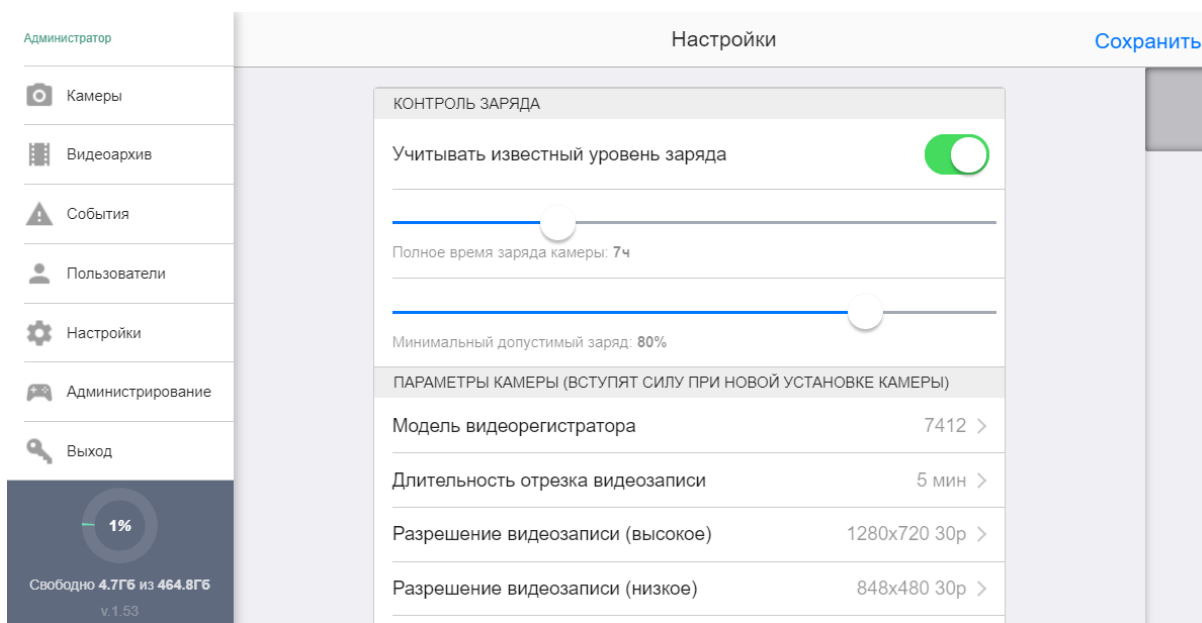 Администратор
Настройки
Сохранить
Камеры
Видеоархив
События
Пользователи
Настройки
Администрирование
Выход
1%
Свободно 4.7Гб из 464.8Гб
v.1.53
КОНТРОЛЬ ЗАРЯДА
Учитывать известный уровень заряда
Полное время заряда камеры: 7ч
Минимальный допустимый заряд: 80%
ПАРАМЕТРЫ КАМЕРЫ (ВСТУПЯТ СИЛУ ПРИ НОВОЙ УСТАНОВКЕ КАМЕРЫ)
Модель видеорегистратора 7412
Длительность отрезка видеозаписи 5 мин
Разрешение видеозаписи (высокое) 1280x720 30p
Разрешение видеозаписи (низкое) 848x480 30p